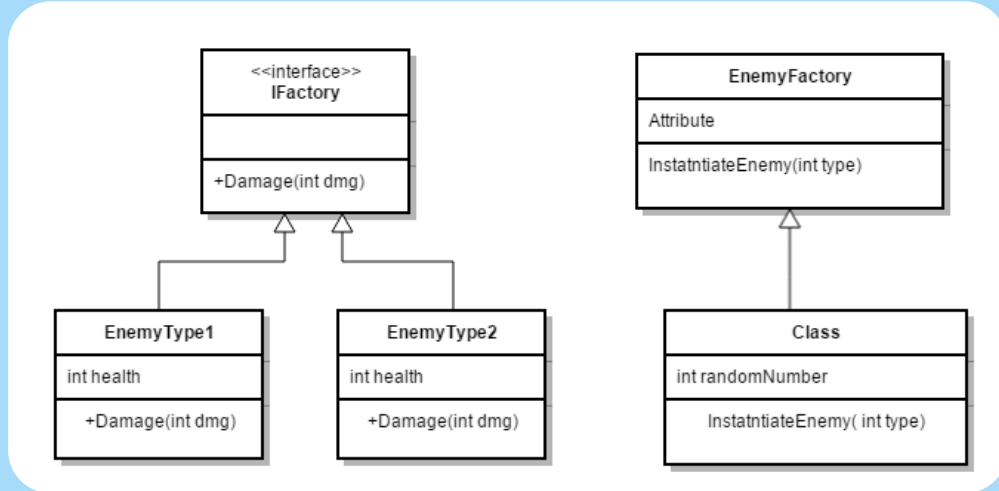 <<interface>>
IFactory
+Damage(int dmg)
EnemyFactory
Attribute
InstatntiateEnemy(int type)
EnemyType1
int health
+Damage(int dmg)
EnemyType2
int health
+Damage(int dmg)
Class
int randomNumber
InstatntiateEnemy( int type)